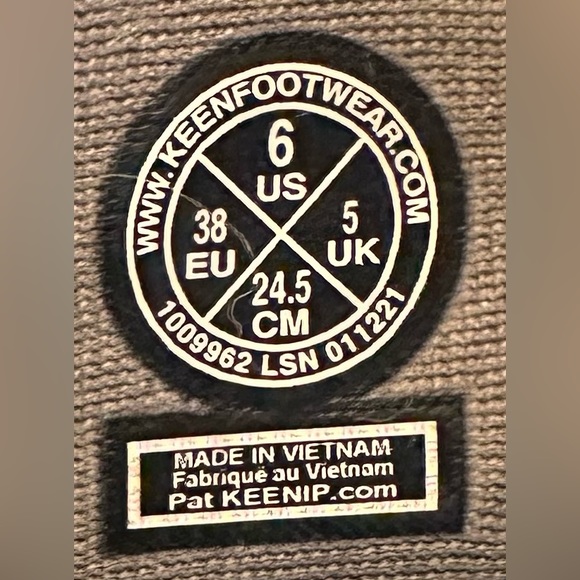 WWW.KEENFOOTWEAR.COM
6
US
38
EU
5
UK
24.5
CM
1009962 LSN 011221
MADE IN VIETNAM
Fabriqué au Vietnam
Pat KEENIP.com